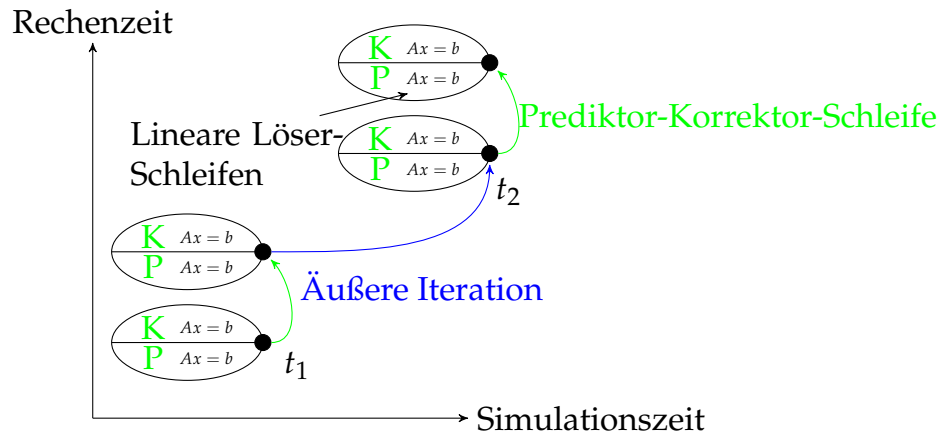 Rechenzeit
K Ax = b
P Ax = b
Prediktor-Korrektor-Schleife
Lineare Löser-
Schleifen
K Ax = b
P Ax = b
t2
K Ax = b
P Ax = b
Äußere Iteration
K Ax = b
P Ax = b
t1
Simulationszeit